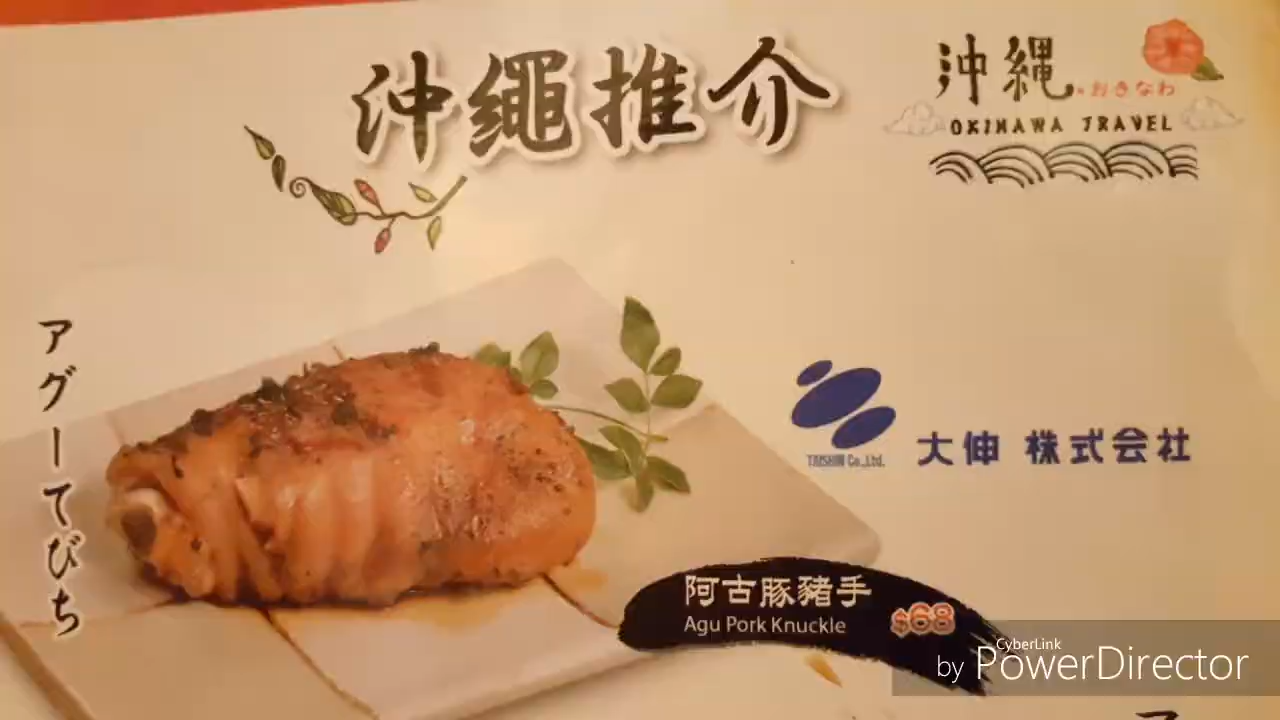 沖繩推介
沖縄
おきなわ
OKINAWA TRAVEL
アグーてびち
TAISHIN Co.,Ltd.
大伸 株式会社
阿古豚豬手
Agu Pork Knuckle
$68
CyberLink
by PowerDirector